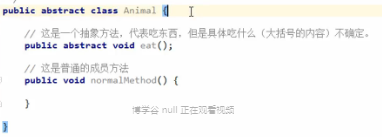 public abstract class Animal {
// 这是一个抽象方法，代表吃东西，但是具体吃什么（大括号的内容）不确定。
public abstract void eat();
// 这是普通的成员方法
public void normalMethod() {
}
博学谷 null 正在观看视频
}